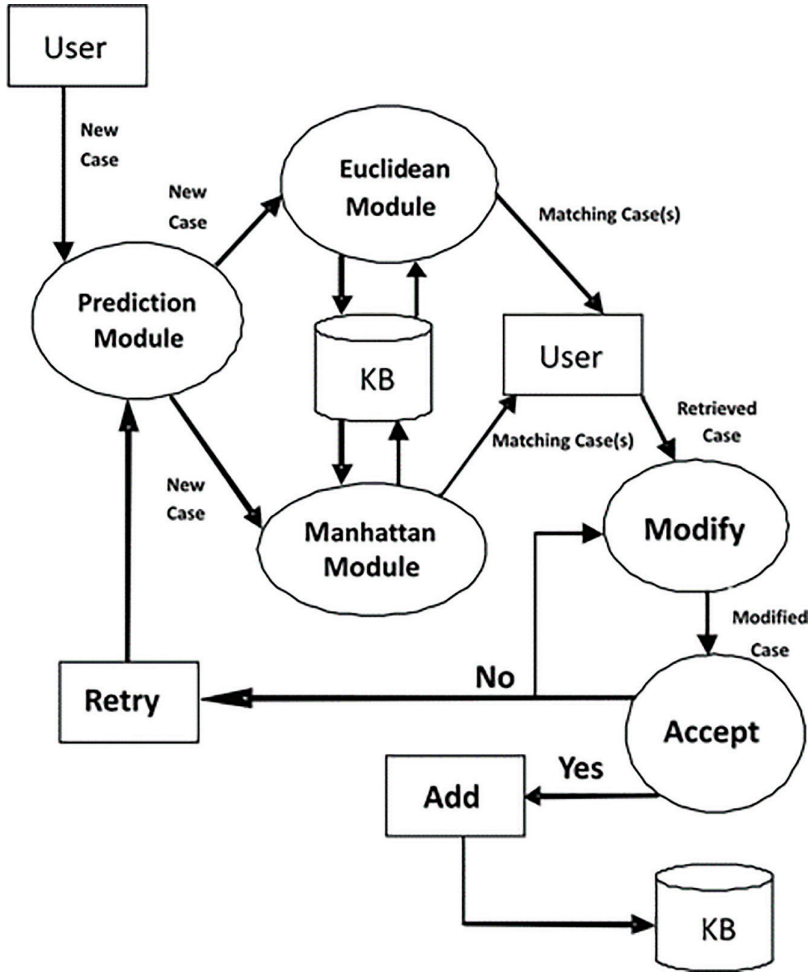 User
New
Case
New
Case
Euclidean
Module
Matching Case(s)
Prediction
Module
KB
User
Retrieved
Case
Matching Case(s)
New
Case
Manhattan
Module
Modify
Modified
Case
Retry
No
Accept
Yes
Add
KB